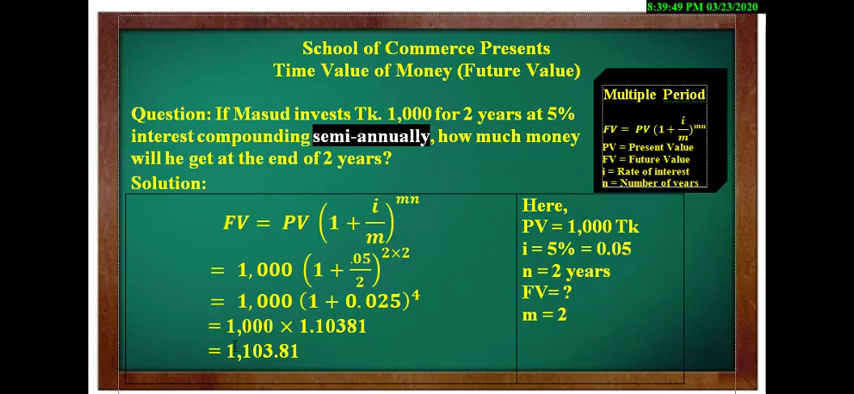 8:39:49 PM 03/23/2020
School of Commerce Presents
Time Value of Money (Future Value)
Question: If Masud invests Tk. 1,000 for 2 years at 5%
interest compounding semi-annually, how much money
will he get at the end of 2 years?
Solution:
FV = PV (1 + i/m)^mn
= 1,000 (1 + .05/2)^2×2
= 1,000 (1 + 0.025)^4
= 1,000 × 1.10381
= 1,103.81
Here,
PV = 1,000 Tk
i = 5% = 0.05
n = 2 years
FV= ?
m = 2
Multiple Period
FV = PV (1 + i/m)^mn
PV = Present Value
FV = Future Value
i = Rate of interest
n = Number of years